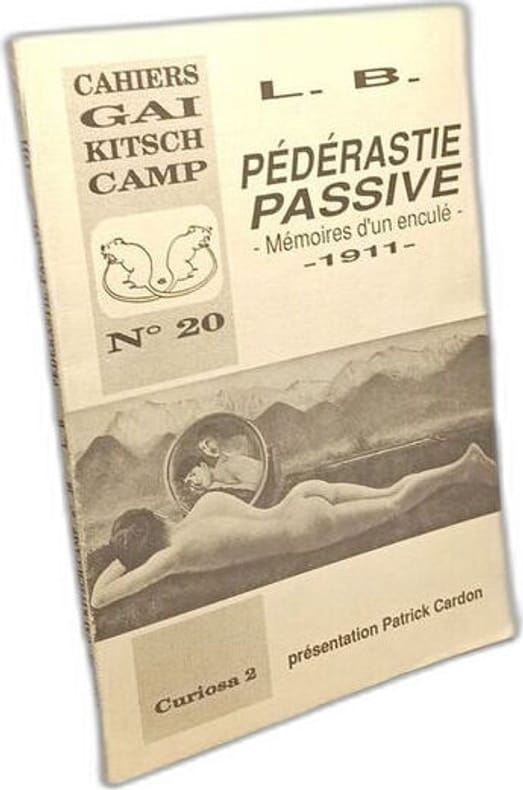 CAHIERS
GAI
KITSCH
CAMP
N° 20
L. B.
PÉDÉRASTIE
PASSIVE
- Mémoires d'un enculé -
-1911-
présentation Patrick Cardon
Curiosa 2